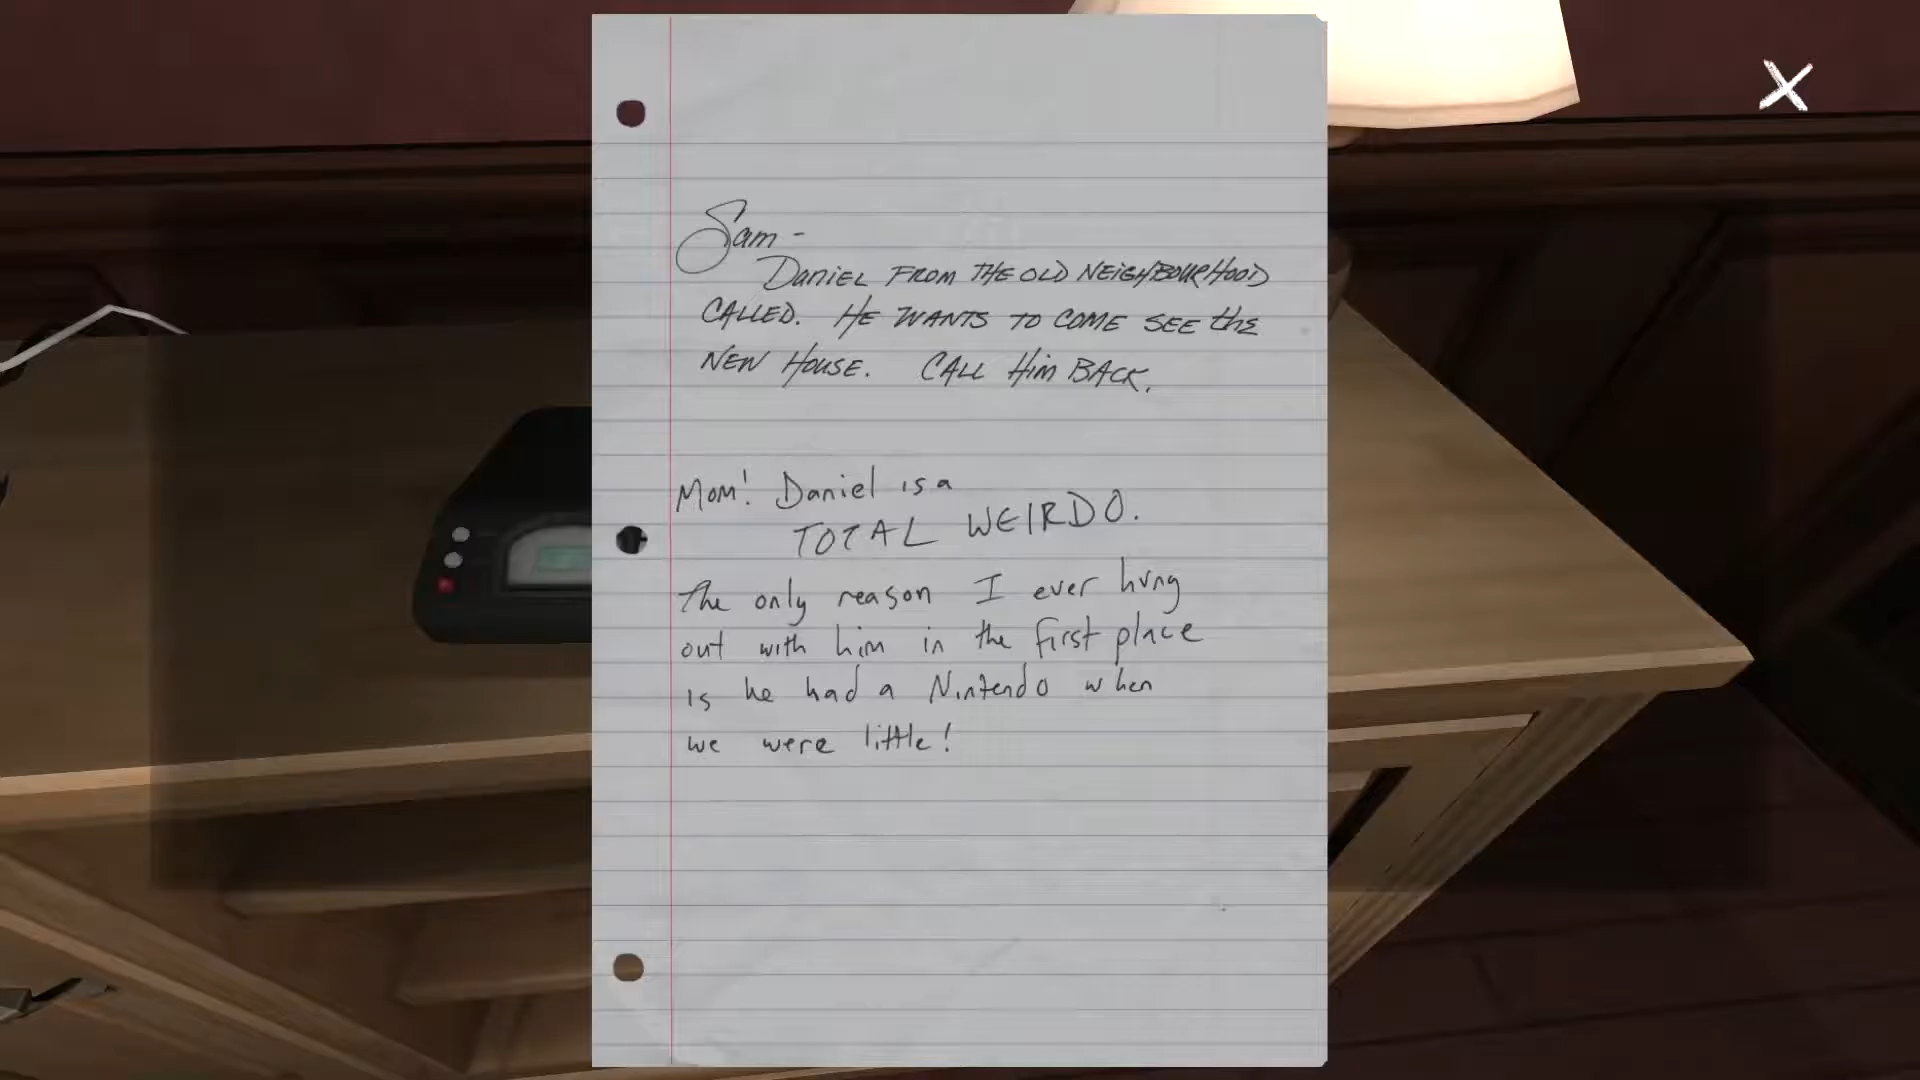 Sam -
DANIEL FROM THE OLD NEIGHBOURHOOD
CALLED. HE WANTS TO COME SEE the
NEW HOUSE. CALL HiM BACK.
Mom! Daniel is a
TOTAL WEIRDO.
The only reason I ever hung
out with him in the first place
is he had a Nintendo when
we were little!